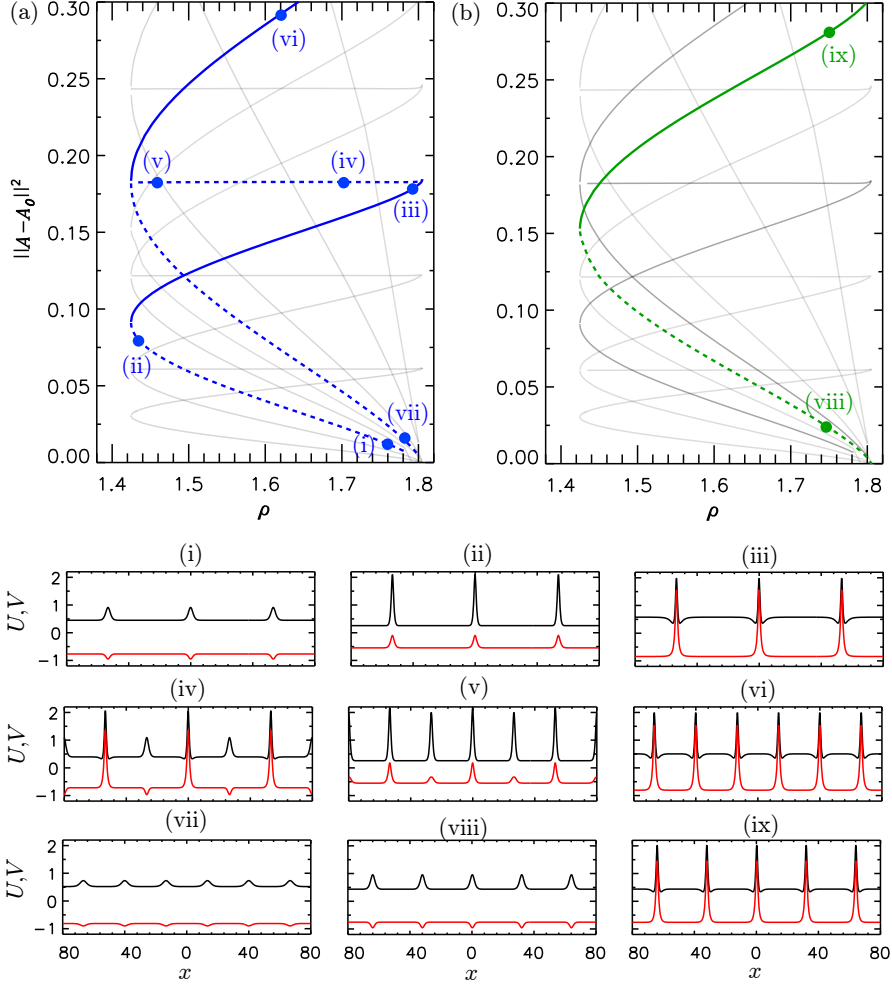 (a)
(b)
0.30
0.25
0.20
0.15
0.10
0.05
0.00
||A−A₀||²
(vi)
(v)
(iv)
(iii)
(ii)
(vii)
(i)
1.4
1.5
1.6
1.7
1.8
ρ
0.30
0.25
0.20
0.15
0.10
0.05
0.00
(ix)
(viii)
1.4
1.5
1.6
1.7
1.8
ρ
(i)
(ii)
(iii)
U,V
2
1
0
−1
(iv)
(v)
(vi)
U,V
2
1
0
−1
(vii)
(viii)
(ix)
U,V
2
1
0
−1
80 40 0 40 80
80 40 0 40 80
80 40 0 40 80
x
x
x